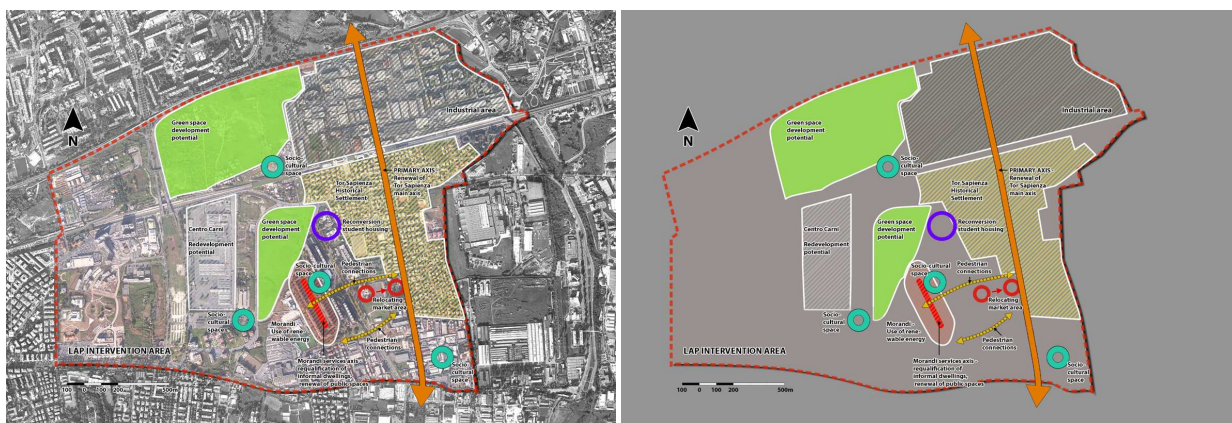 Industrial area
Green space
development
potential
N
Socio-
cultural
space
PRIMARY AXIS -
Renewal of
Tor Sapienza
main axis
Tor Sapienza
Historical
Settlement
Centro Carni
Redevelopment
Potential
Green space
development
potential
Reconversion
student housing
Socio-cultural
space
Pedestrian
connections
Relocating
market area
Socio-
cultural
space
Morandi -
Use of rene
wable energy
Pedestrian
connections
LAP INTERVENTION AREA
Morandi services axis -
requalification of
informal dwellings,
renewal of public spaces
Socio-
cultural
space
100 0 100 200 500m
Industrial area
Green space
development
potential
N
Socio-
cultural
space
PRIMARY AXIS -
Renewal of
Tor Sapienza
main axis
Tor Sapienza
Historical
Settlement
Centro Carni
Redevelopment
Potential
Green space
development
potential
Reconversion
student housing
Socio-cultural
space
Pedestrian
connections
Relocating
market area
Socio-
cultural
space
Morandi -
Use of rene
wable energy
Pedestrian
connections
LAP INTERVENTION AREA
Morandi services axis -
requalification of
informal dwellings,
renewal of public spaces
Socio-
cultural
space
100 0 100 200 500m